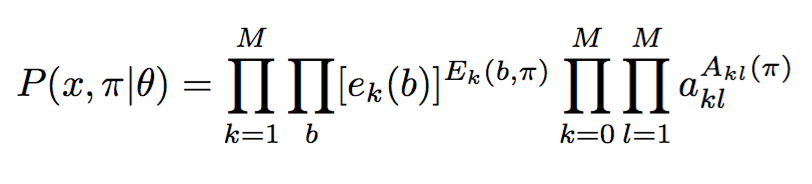 P(x, π|θ) = ∏_{k=1}^{M} ∏_{b} [e_k(b)]^{E_k(b,π)} ∏_{k=0}^{M} ∏_{l=1}^{M} a_{kl}^{A_{kl}(π)}